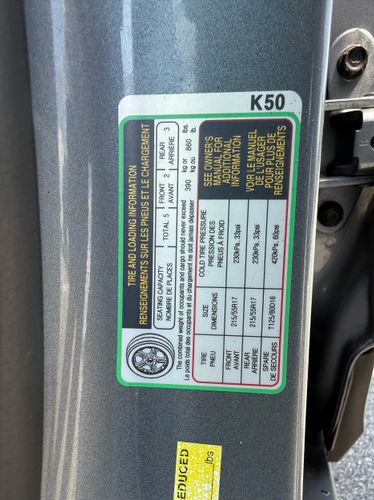 K50
TIRE AND LOADING INFORMATION
RENSEIGNEMENTS SUR LES PNEUS ET LE CHARGEMENT
SEATING CAPACITY TOTAL 5 FRONT 2 REAR 3
NOMBRE DE PLACES AVANT ARRIÈRE
The combined weight of occupants and cargo should never exceed 390 kg or 860 lbs.
Le poids total des occupants et du chargement ne doit jamais dépasser kg ou lb.
TIRE SIZE COLD TIRE PRESSURE
PNEU DIMENSIONS PRESSION DES PNEUS À FROID
FRONT 215/55R17 230kPa, 33psi
AVANT
REAR 215/55R17 230kPa, 33psi
ARRIÈRE
SPARE T125/80D16 420kPa, 60psi
DE SECOURS
SEE OWNER'S
MANUAL FOR
ADDITIONAL
INFORMATION
VOIR LE MANUEL
DE L'USAGER
POUR PLUS DE
RENSEIGNEMENTS
EDUCED
lbs